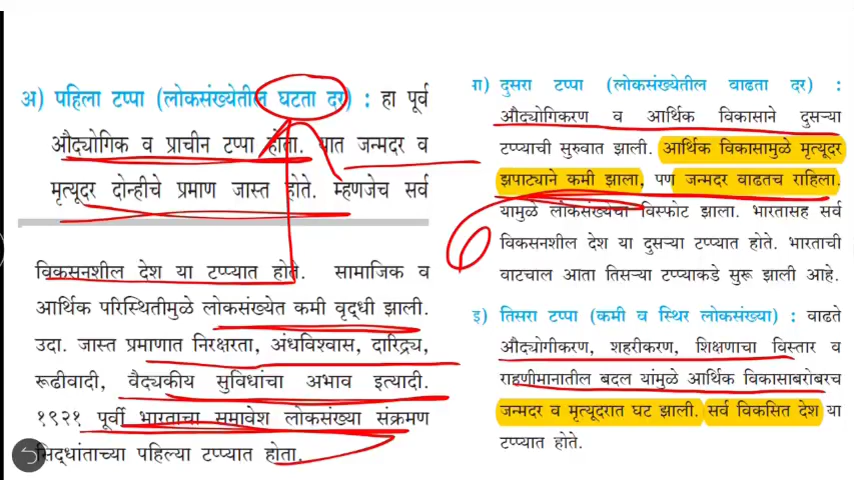 अ) पहिला टप्पा (लोकसंख्येतील घटता दर) : हा पूर्व
औद्योगिक व प्राचीन टप्पा होता. यात जन्मदर व
मृत्यूदर दोन्हीचे प्रमाण जास्त होते. म्हणजेच सर्व
विकसनशील देश या टप्प्यात होते. सामाजिक व
आर्थिक परिस्थितीमुळे लोकसंख्येत कमी वृद्धी झाली.
उदा. जास्त प्रमाणात निरक्षरता, अंधविश्वास, दारिद्र्य,
रूढीवादी, वैद्यकीय सुविधांचा अभाव इत्यादी.
१९२१ पूर्वी भारताचा समावेश लोकसंख्या संक्रमण
सिद्धांताच्या पहिल्या टप्प्यात होता.
दुसरा टप्पा (लोकसंख्येतील वाढता दर) :
औद्योगिकरण व आर्थिक विकासाने दुसऱ्या
टप्प्याची सुरुवात झाली. आर्थिक विकासामुळे मृत्यूदर
झपाट्याने कमी झाला, पण जन्मदर वाढतच राहिला.
यामुळे लोकसंख्येचा विस्फोट झाला. भारतासह सर्व
विकसनशील देश या दुसऱ्या टप्प्यात होते. भारताची
वाटचाल आता तिसऱ्या टप्प्याकडे सुरू झाली आहे.
इ) तिसरा टप्पा (कमी व स्थिर लोकसंख्या) : वाढते
औद्योगीकरण, शहरीकरण, शिक्षणाचा विस्तार व
राहणीमानातील बदल यांमुळे आर्थिक विकासाबरोबरच
जन्मदर व मृत्यूदरात घट झाली. सर्व विकसित देश या
टप्प्यात होते.